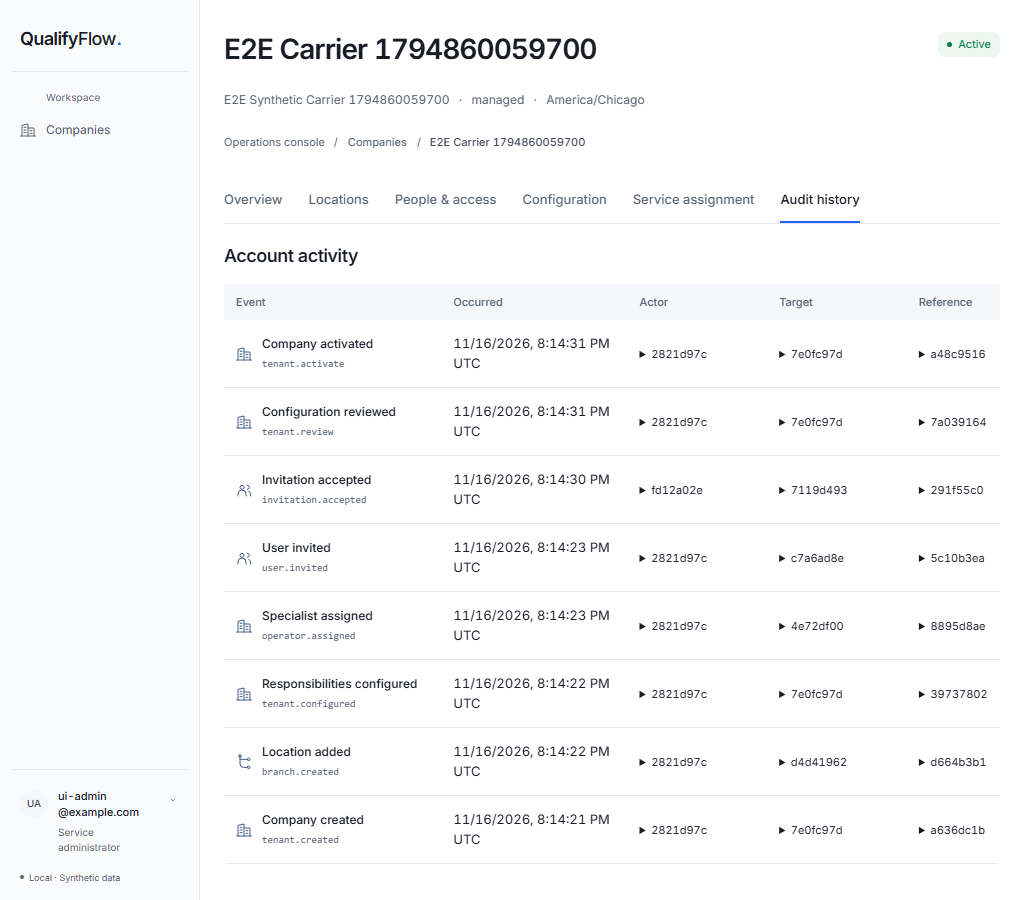 QualifyFlow.
Workspace
Companies
UA
ui-admin
@example.com
Service
administrator
Local · Synthetic data
E2E Carrier 1794860059700
Active
E2E Synthetic Carrier 1794860059700 · managed · America/Chicago
Operations console / Companies / E2E Carrier 1794860059700
Overview Locations People & access Configuration Service assignment Audit history
Account activity
Event Occurred Actor Target Reference
Company activated
tenant.activate
11/16/2026, 8:14:31 PM
UTC
2821d97c
7e0fc97d
a48c9516
Configuration reviewed
tenant.review
11/16/2026, 8:14:31 PM
UTC
2821d97c
7e0fc97d
7a039164
Invitation accepted
invitation.accepted
11/16/2026, 8:14:30 PM
UTC
fd12a02e
7119d493
291f55c0
User invited
user.invited
11/16/2026, 8:14:23 PM
UTC
2821d97c
c7a6ad8e
5c10b3ea
Specialist assigned
operator.assigned
11/16/2026, 8:14:23 PM
UTC
2821d97c
4e72df00
8895d8ae
Responsibilities configured
tenant.configured
11/16/2026, 8:14:22 PM
UTC
2821d97c
7e0fc97d
39737802
Location added
branch.created
11/16/2026, 8:14:22 PM
UTC
2821d97c
d4d41962
d664b3b1
Company created
tenant.created
11/16/2026, 8:14:21 PM
UTC
2821d97c
7e0fc97d
a636dc1b